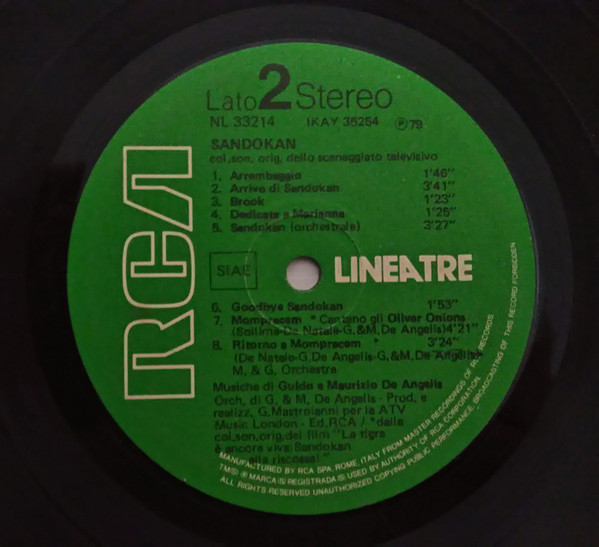 Lato 2 Stereo
NL 33214 IKAY 35254 Ⓟ 79
SANDOKAN
col.son. orig. dello sceneggiato televisivo
1. Arrembaggio 1'46"
2. Arrivo di Sandokan 3'41"
3. Brook 1'23"
4. Dedicata a Marianna 1'25"
5. Sandokan (orchestrale) 3'27"
RCA
SIAE
LINEATRE
6. Goodbye Sandokan 1'53"
7. Mompracem * Cantano gli Oliver Onions
(Sollima-De Natale-G.&M. De Angelis) 4'21"
8. Ritorno a Mompracem * 3'24"
(De Natale-G. De Angelis-G.&M. De Angelis)
M. & G. Orchestra
Musiche di Guido e Maurizio De Angelis
Orch. di G. & M. De Angelis - Prod. e
realizz. G. Mastroianni per la ATV
Music London - Ed.RCA / *dalla
col.son.orig.del film "La tigre
è ancora viva: Sandokan
alla riscossa!"
MANUFACTURED BY RCA SPA, ROME, ITALY FROM MASTER RECORDINGS OF RCA RECORDS
TM(S) ® MARCA(S) REGISTRADA(S) USED BY AUTHORITY OF RCA CORPORATION
ALL RIGHTS RESERVED UNAUTHORIZED COPYING PUBLIC PERFORMANCE, BROADCASTING OF THIS RECORD FORBIDDEN